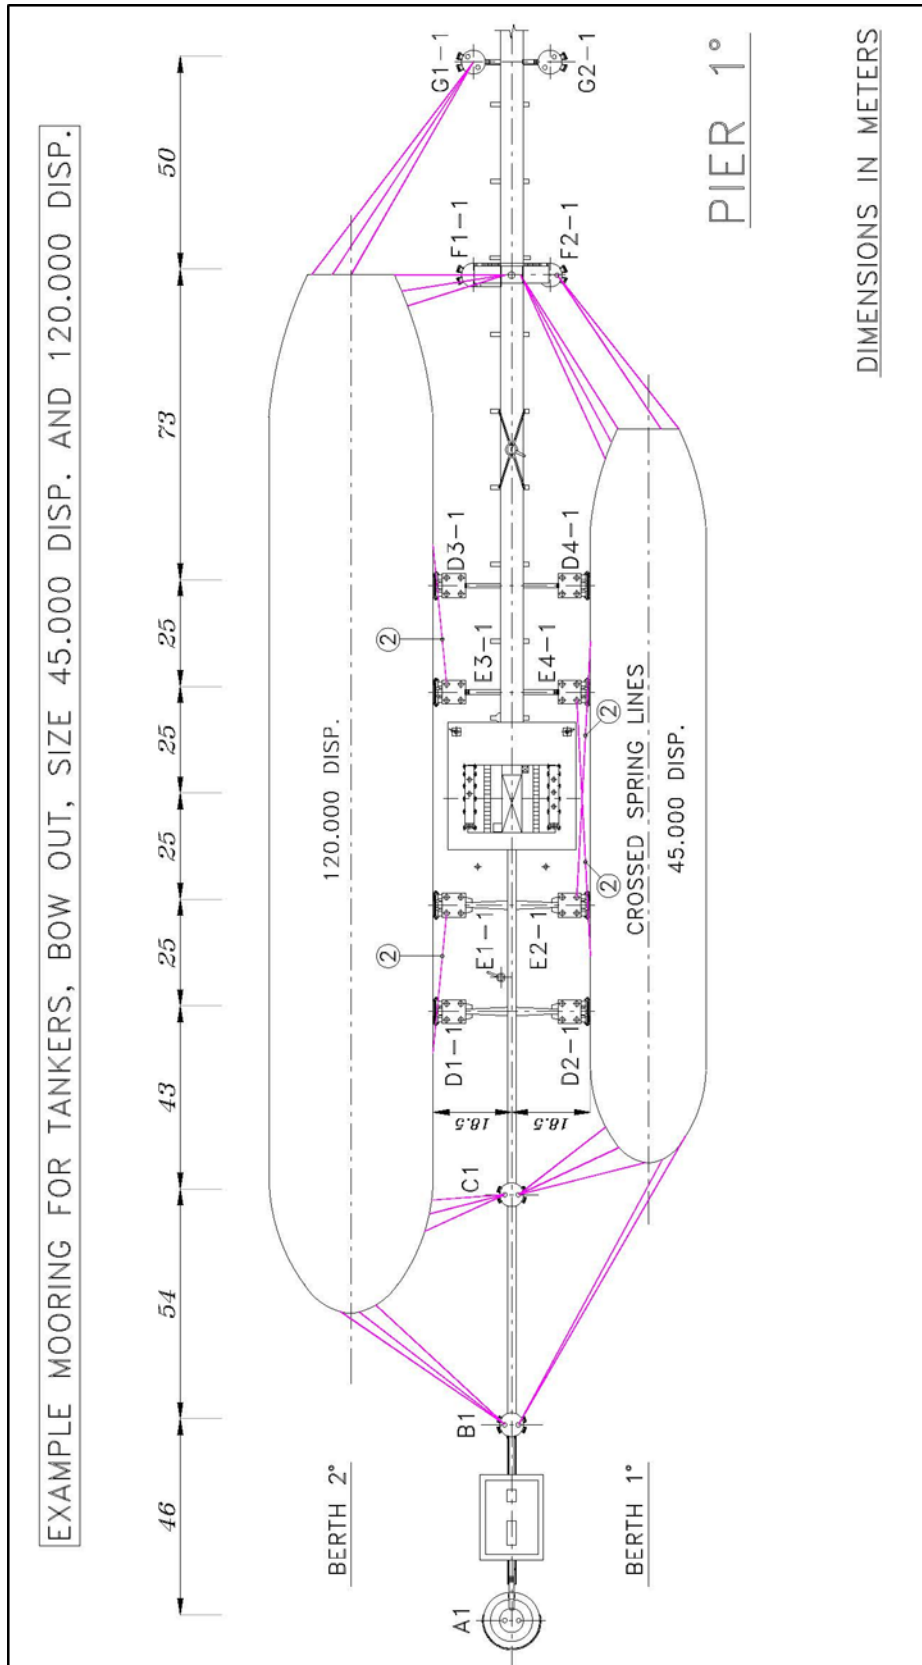 EXAMPLE MOORING FOR TANKERS, BOW OUT, SIZE 45.000 DISP. AND 120.000 DISP.
46
54
43
25
25
25
25
73
50
BERTH 2°
120.000 DISP.
2
2
G1-1
F1-1
D3-1
E3-1
E1-1
D1-1
C1
B1
A1
18.5
18.5
G2-1
F2-1
D4-1
E4-1
E2-1
D2-1
2
2
CROSSED SPRING LINES
45.000 DISP.
BERTH 1°
PIER 1°
DIMENSIONS IN METERS